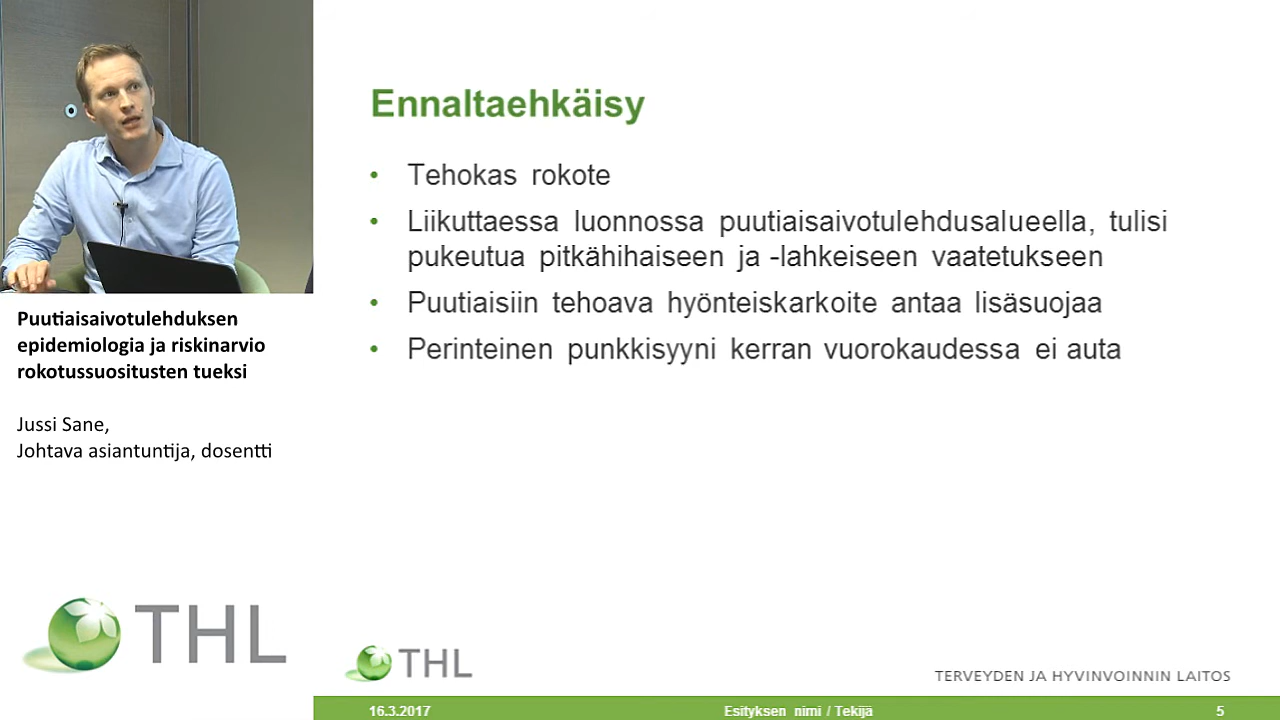 Ennaltaehkäisy
• Tehokas rokote
• Liikuttaessa luonnossa puutiaisaivotulehdusalueella, tulisi
pukeutua pitkähihaiseen ja -lahkeiseen vaatetukseen
• Puutiaisiin tehoava hyönteiskarkoite antaa lisäsuojaa
• Perinteinen punkkisyyni kerran vuorokaudessa ei auta
Puutiaisaivotulehduksen
epidemiologia ja riskinarvio
rokotussuositusten tueksi
Jussi Sane,
Johtava asiantuntija, dosentti
THL
THL
TERVEYDEN JA HYVINVOINNIN LAITOS
16.3.2017
Esityksen nimi / Tekijä
5